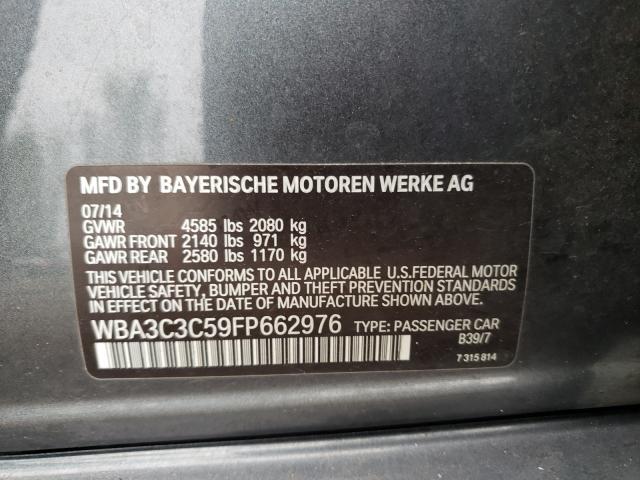 MFD BY BAYERISCHE MOTOREN WERKE AG
07/14
GVWR 4585 lbs 2080 kg
GAWR FRONT 2140 lbs 971 kg
GAWR REAR 2580 lbs 1170 kg
THIS VEHICLE CONFORMS TO ALL APPLICABLE U.S.FEDERAL MOTOR
VEHICLE SAFETY, BUMPER AND THEFT PREVENTION STANDARDS
IN EFFECT ON THE DATE OF MANUFACTURE SHOWN ABOVE.
WBA3C3C59FP662976 TYPE: PASSENGER CAR
B39/7
7 315 814